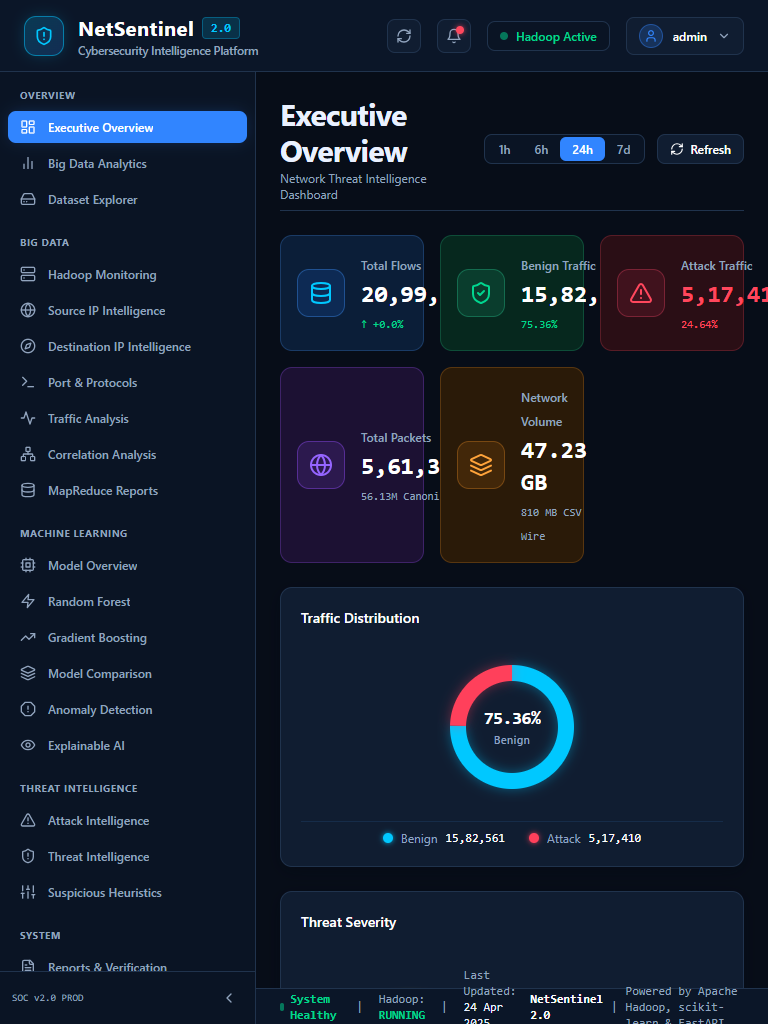 NetSentinel 2.0
Cybersecurity Intelligence Platform
Hadoop Active
admin
OVERVIEW
Executive Overview
Big Data Analytics
Dataset Explorer
BIG DATA
Hadoop Monitoring
Source IP Intelligence
Destination IP Intelligence
Port & Protocols
Traffic Analysis
Correlation Analysis
MapReduce Reports
MACHINE LEARNING
Model Overview
Random Forest
Gradient Boosting
Model Comparison
Anomaly Detection
Explainable AI
THREAT INTELLIGENCE
Attack Intelligence
Threat Intelligence
Suspicious Heuristics
SYSTEM
Reports & Verification
SOC v2.0 PROD
Executive
Overview
Network Threat Intelligence
Dashboard
1h 6h 24h 7d
Refresh
Total Flows
20,99,
↑ +0.0%
Benign Traffic
15,82,
75.36%
Attack Traffic
5,17,41
24.64%
Total Packets
5,61,3
56.13M Canoni
Network
Volume
47.23
GB
810 MB CSV
Wire
Traffic Distribution
75.36%
Benign
Benign 15,82,561
Attack 5,17,410
Threat Severity
System
Healthy
|
Hadoop:
RUNNING
|
Last
Updated:
24 Apr
2025
NetSentinel
2.0
|
Powered by Apache
Hadoop, scikit-
learn & FastAPI